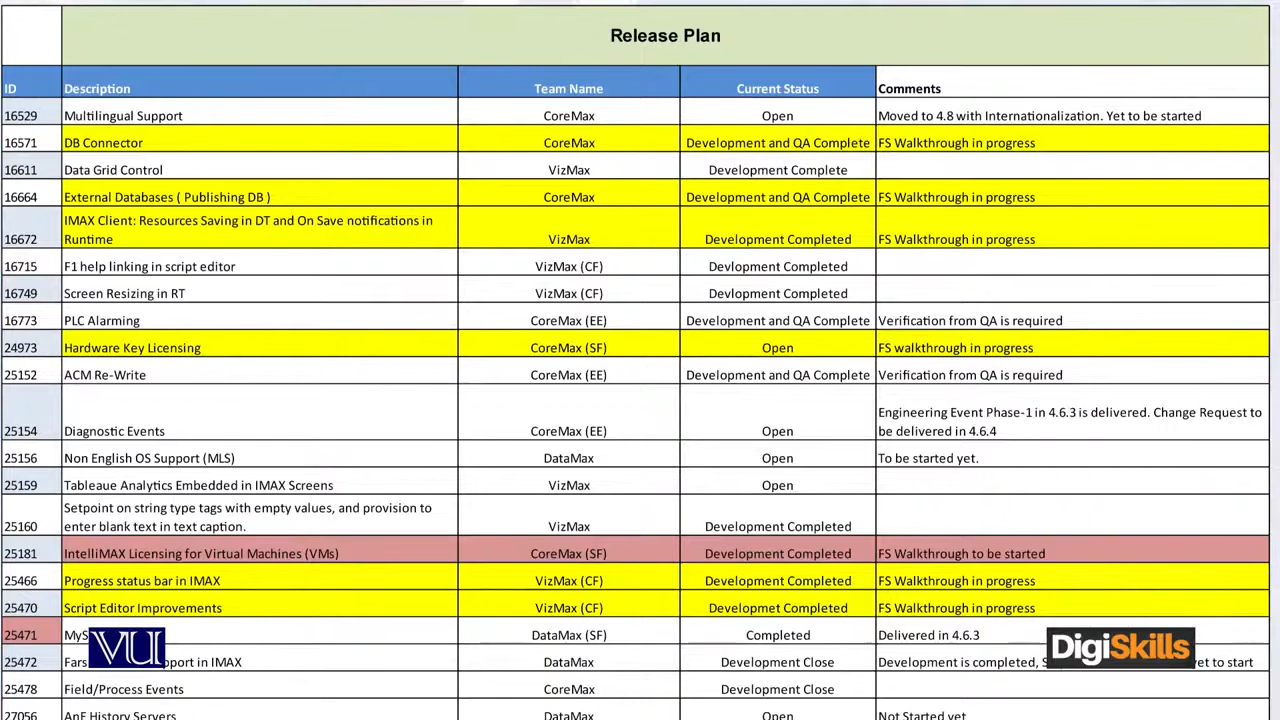 Release Plan
ID Description Team Name Current Status Comments
16529 Multilingual Support CoreMax Open Moved to 4.8 with Internationalization. Yet to be started
16571 DB Connector CoreMax Development and QA Complete FS Walkthrough in progress
16611 Data Grid Control VizMax Development Complete
16664 External Databases ( Publishing DB ) CoreMax Development and QA Complete FS Walkthrough in progress
IMAX Client: Resources Saving in DT and On Save notifications in
16672 Runtime VizMax Development Completed FS Walkthrough in progress
16715 F1 help linking in script editor VizMax (CF) Devlopment Completed
16749 Screen Resizing in RT VizMax (CF) Devlopment Completed
16773 PLC Alarming CoreMax (EE) Development and QA Complete Verification from QA is required
24973 Hardware Key Licensing CoreMax (SF) Open FS walkthrough in progress
25152 ACM Re-Write CoreMax (EE) Development and QA Complete Verification from QA is required
Engineering Event Phase-1 in 4.6.3 is delivered. Change Request to
25154 Diagnostic Events CoreMax (EE) Open be delivered in 4.6.4
25156 Non English OS Support (MLS) DataMax Open To be started yet.
25159 Tableaue Analytics Embedded in IMAX Screens VizMax Open
Setpoint on string type tags with empty values, and provision to
25160 enter blank text in text caption. VizMax Development Completed
25181 IntelliMAX Licensing for Virtual Machines (VMs) CoreMax (SF) Development Completed FS Walkthrough to be started
25466 Progress status bar in IMAX VizMax (CF) Development Completed FS Walkthrough in progress
25470 Script Editor Improvements VizMax (CF) Developmet Completed FS Walkthrough in progress
25471 DataMax (SF) Completed Delivered in 4.6.3
VU DigiSkills
25472 in IMAX DataMax Development Close Development is completed, yet to start
25478 Field/Process Events CoreMax Development Close
27056 AnE History Servers DataMax Open Not Started yet